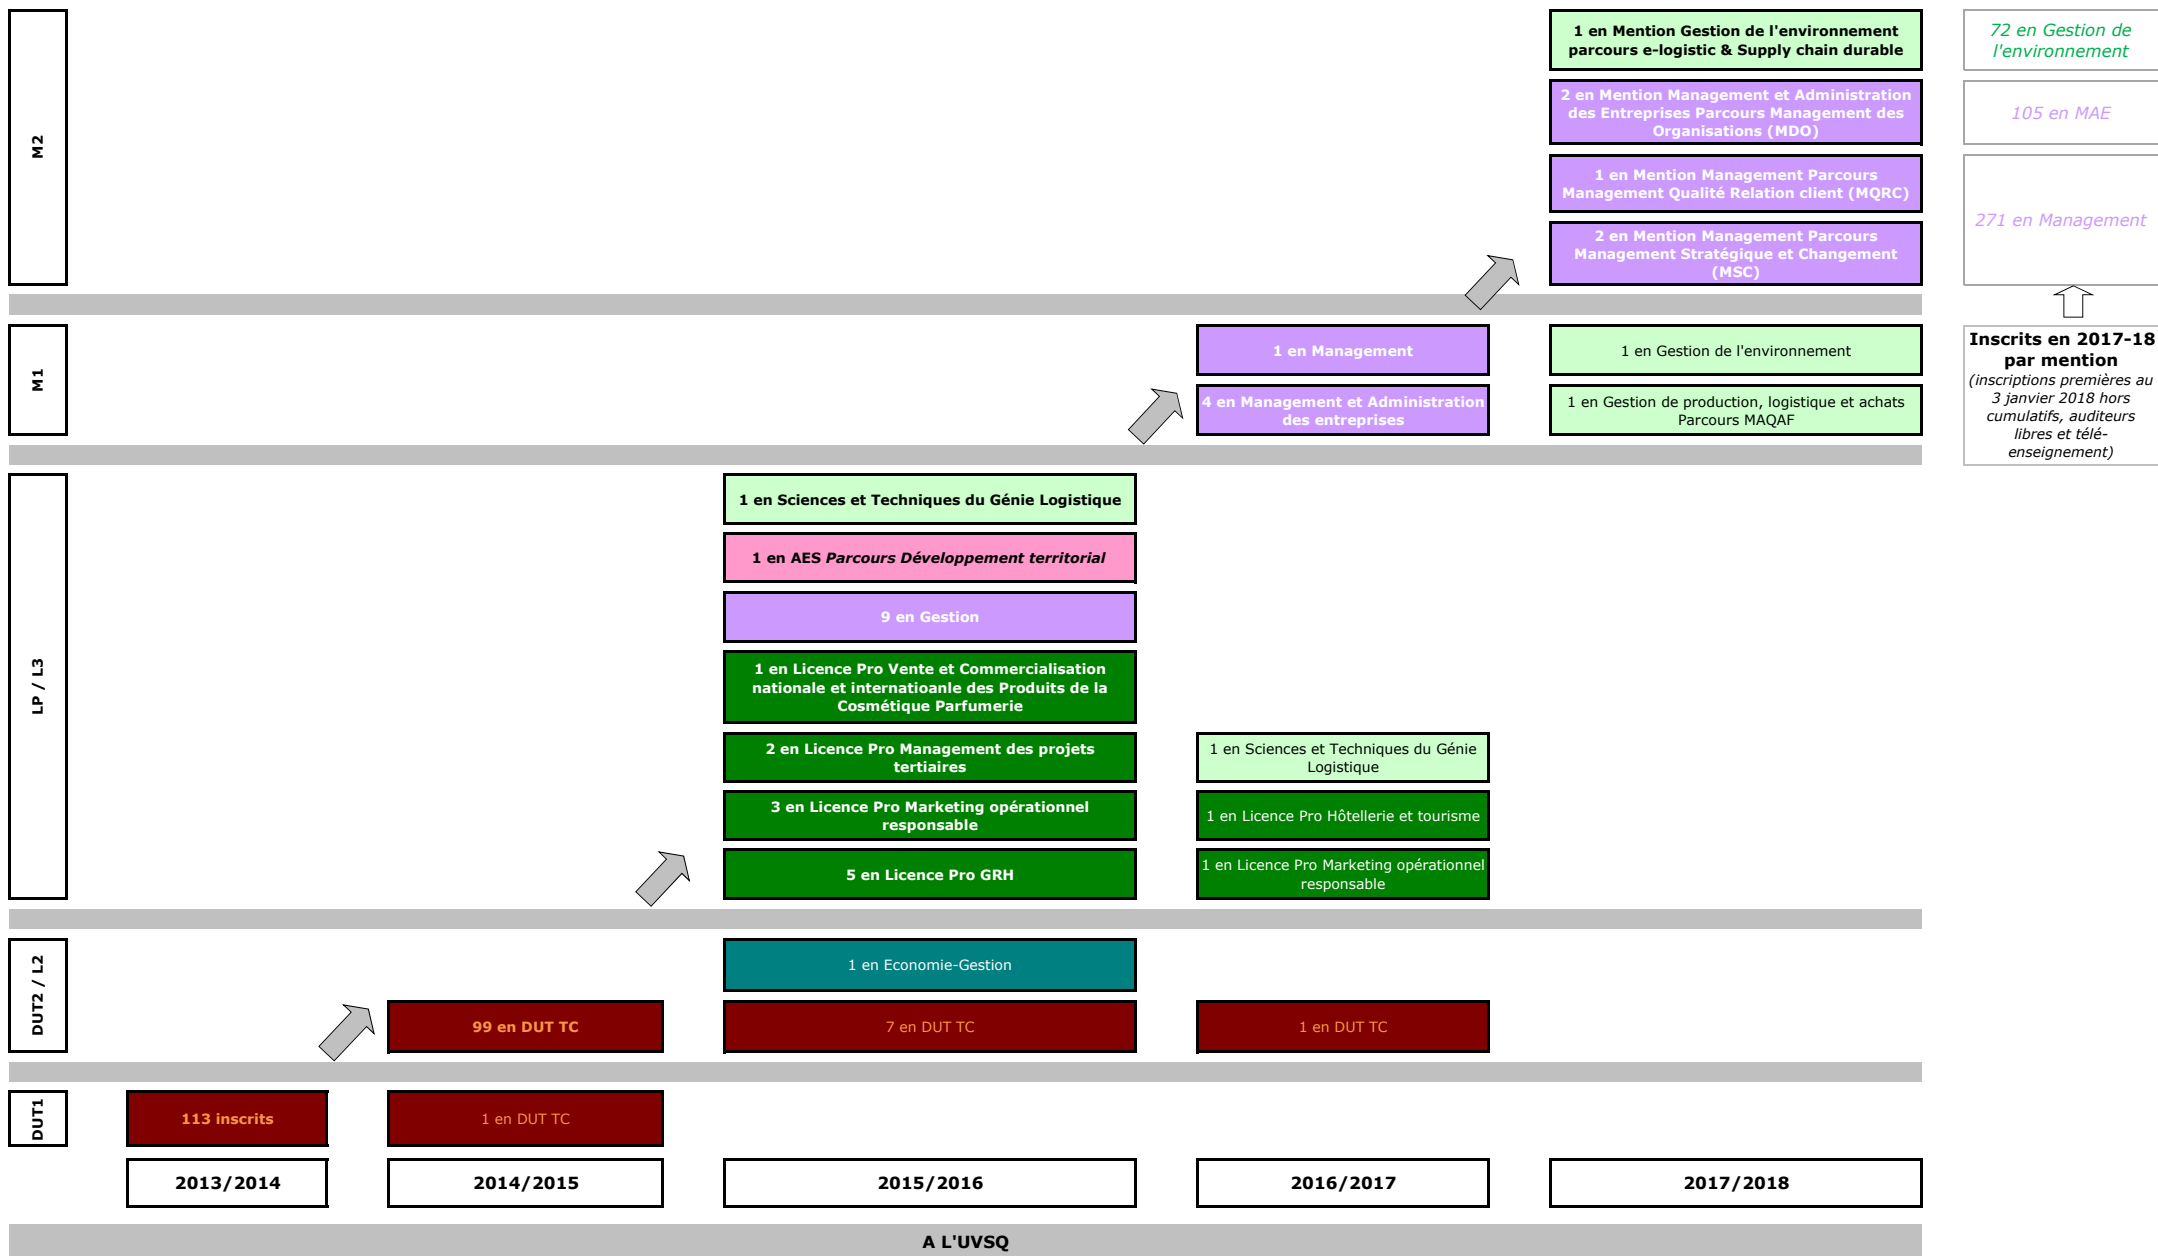 M2
1 en Mention Gestion de l'environnement
parcours e-logistic & Supply chain durable
2 en Mention Management et Administration
des Entreprises Parcours Management des
Organisations (MDO)
1 en Mention Management Parcours
Management Qualité Relation client (MQRC)
2 en Mention Management Parcours
Management Stratégique et Changement
(MSC)
72 en Gestion de
l'environnement
105 en MAE
271 en Management
Inscrits en 2017-18
par mention
(inscriptions premières au
3 janvier 2018 hors
cumulatifs, auditeurs
libres et télé-
enseignement)
M1
1 en Management
4 en Management et Administration
des entreprises
1 en Gestion de l'environnement
1 en Gestion de production, logistique et achats
Parcours MAQAF
LP / L3
1 en Sciences et Techniques du Génie Logistique
1 en AES Parcours Développement territorial
9 en Gestion
1 en Licence Pro Vente et Commercialisation
nationale et internatioanle des Produits de la
Cosmétique Parfumerie
2 en Licence Pro Management des projets
tertiaires
3 en Licence Pro Marketing opérationnel
responsable
5 en Licence Pro GRH
1 en Sciences et Techniques du Génie
Logistique
1 en Licence Pro Hôtellerie et tourisme
1 en Licence Pro Marketing opérationnel
responsable
DUT2 / L2
1 en Economie-Gestion
99 en DUT TC
7 en DUT TC
1 en DUT TC
DUT1
113 inscrits
1 en DUT TC
2013/2014
2014/2015
2015/2016
2016/2017
2017/2018
A L'UVSQ